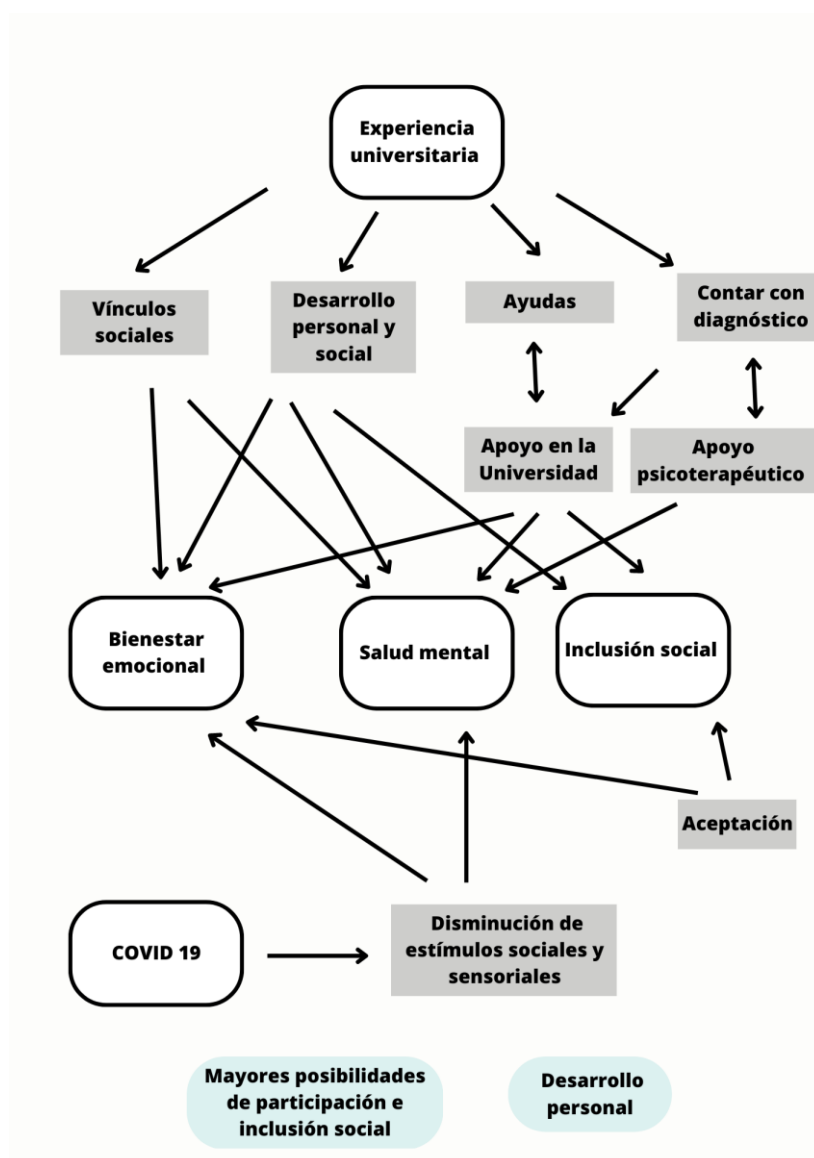 Experiencia
universitaria
Vínculos
sociales
Desarrollo
personal y
social
Ayudas
Contar con
diagnóstico
Apoyo en la
Universidad
Apoyo
psicoterapéutico
Bienestar
emocional
Salud mental
Inclusión social
Aceptación
COVID 19
Disminución de
estímulos sociales y
sensoriales
Mayores posibilidades
de participación e
inclusión social
Desarrollo
personal